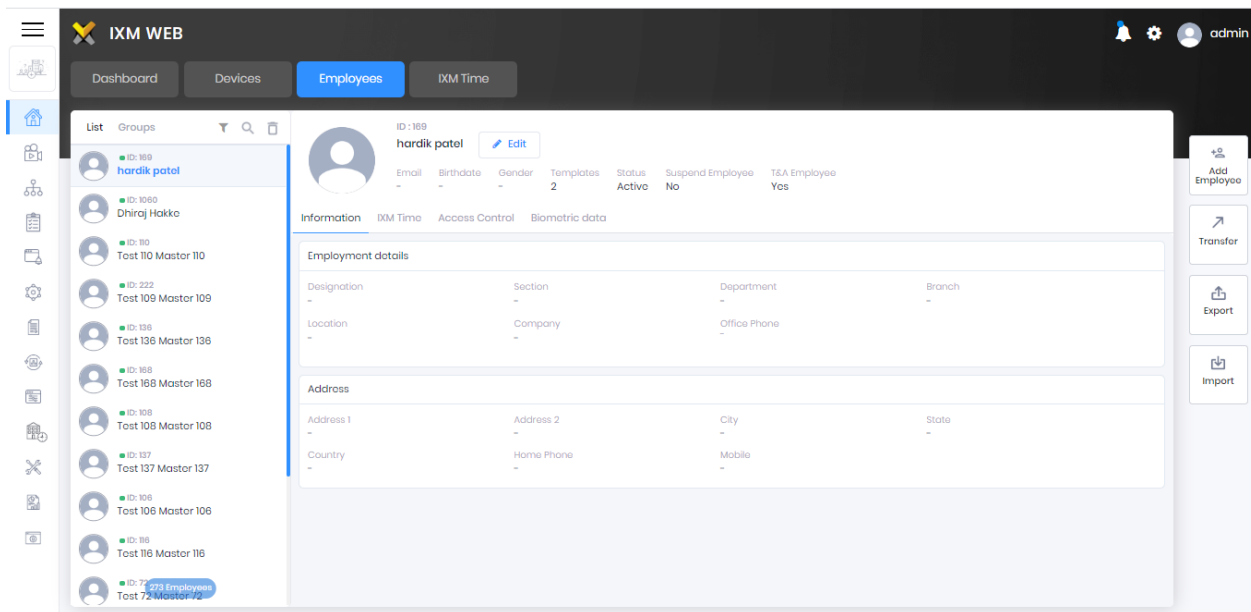 IXM WEB
admin
Dashboard Devices Employees IXM Time
List Groups
ID: 169
hardik patel
ID: 1060
Dhiraj Hakke
ID: 110
Test 110 Master 110
ID: 222
Test 109 Master 109
ID: 136
Test 136 Master 136
ID: 168
Test 168 Master 168
ID: 108
Test 108 Master 108
ID: 137
Test 137 Master 137
ID: 106
Test 106 Master 106
ID: 116
Test 116 Master 116
ID: 72
Test 72 Master 72
273 Employees
ID : 169
hardik patel Edit
Email Birthdate Gender Templates Status Suspend Employee T&A Employee
- - - 2 Active No Yes
Information IXM Time Access Control Biometric data
Employment details
Designation Section Department Branch
- - - -
Location Company Office Phone
- - -
Address
Address 1 Address 2 City State
- - - -
Country Home Phone Mobile
- - -
Add
Employee
Transfer
Export
Import